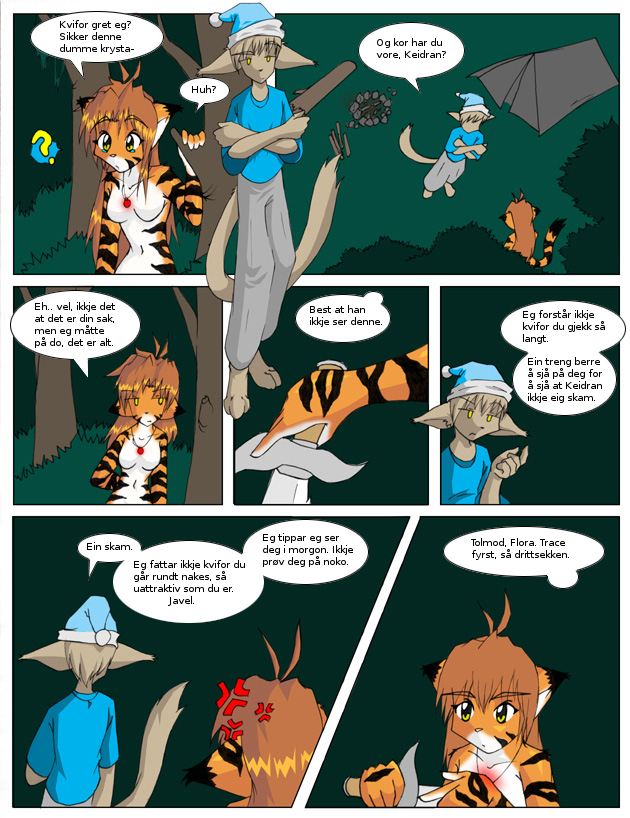 Kvifor gret eg?
Sikker denne
dumme krysta-
Huh?
Og kor har du
vore, Keidran?
?
Eh.. vel, ikkje det
at det er din sak,
men eg måtte
på do, det er alt.
Best at han
ikkje ser denne.
Eg forstår ikkje
kvifor du gjekk så
langt.
Ein treng berre
å sjå på deg for
å sjå at Keidran
ikkje eig skam.
Ein skam.
Eg fattar ikkje kvifor du
går rundt nakes, så
uattraktiv som du er.
Javel.
Eg tippar eg ser
deg i morgon. Ikkje
prøv deg på noko.
Tolmod, Flora. Trace
fyrst, så drittsekken.